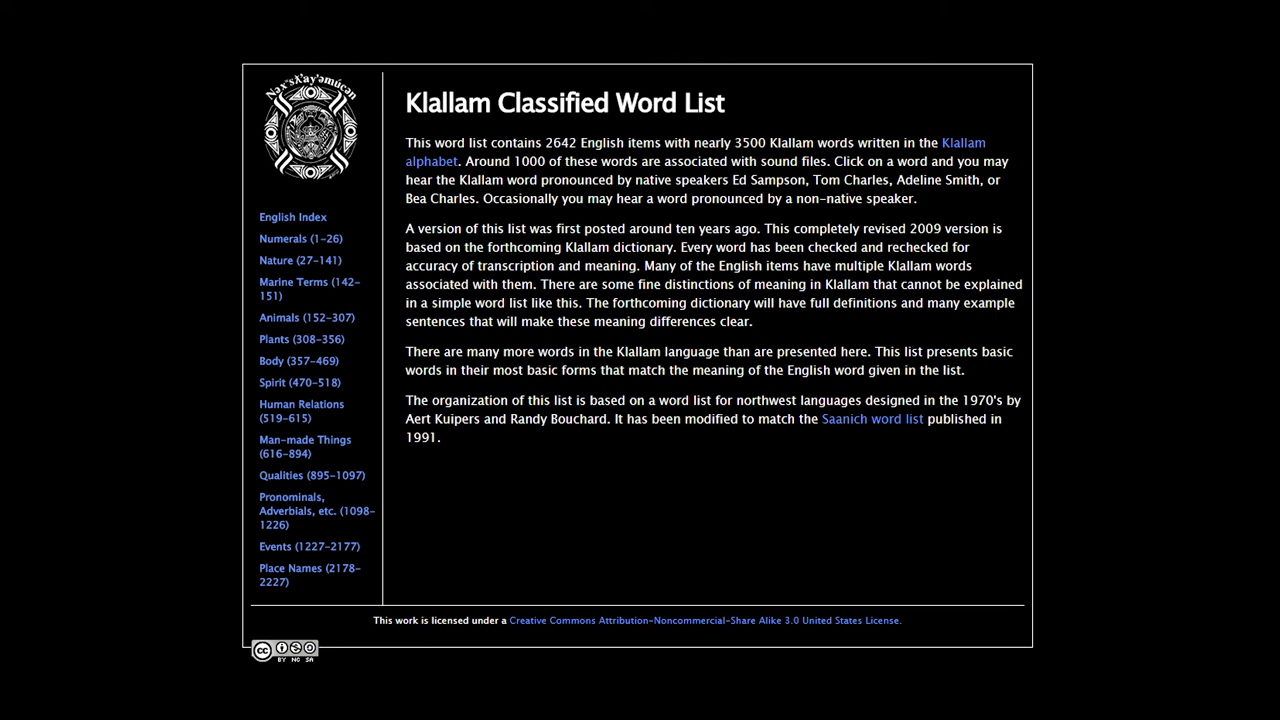 Nəxʷsƛ̕ay̕əmúcən
Klallam Classified Word List
This word list contains 2642 English items with nearly 3500 Klallam words written in the Klallam
alphabet. Around 1000 of these words are associated with sound files. Click on a word and you may
hear the Klallam word pronounced by native speakers Ed Sampson, Tom Charles, Adeline Smith, or
Bea Charles. Occasionally you may hear a word pronounced by a non-native speaker.
A version of this list was first posted around ten years ago. This completely revised 2009 version is
based on the forthcoming Klallam dictionary. Every word has been checked and rechecked for
accuracy of transcription and meaning. Many of the English items have multiple Klallam words
associated with them. There are some fine distinctions of meaning in Klallam that cannot be explained
in a simple word list like this. The forthcoming dictionary will have full definitions and many example
sentences that will make these meaning differences clear.
There are many more words in the Klallam language than are presented here. This list presents basic
words in their most basic forms that match the meaning of the English word given in the list.
The organization of this list is based on a word list for northwest languages designed in the 1970's by
Aert Kuipers and Randy Bouchard. It has been modified to match the Saanich word list published in
1991.
English Index
Numerals (1-26)
Nature (27-141)
Marine Terms (142-
151)
Animals (152-307)
Plants (308-356)
Body (357-469)
Spirit (470-518)
Human Relations
(519-615)
Man-made Things
(616-894)
Qualities (895-1097)
Pronominals,
Adverbials, etc. (1098-
1226)
Events (1227-2177)
Place Names (2178-
2227)
This work is licensed under a Creative Commons Attribution-Noncommercial-Share Alike 3.0 United States License.
cc
BY NC SA